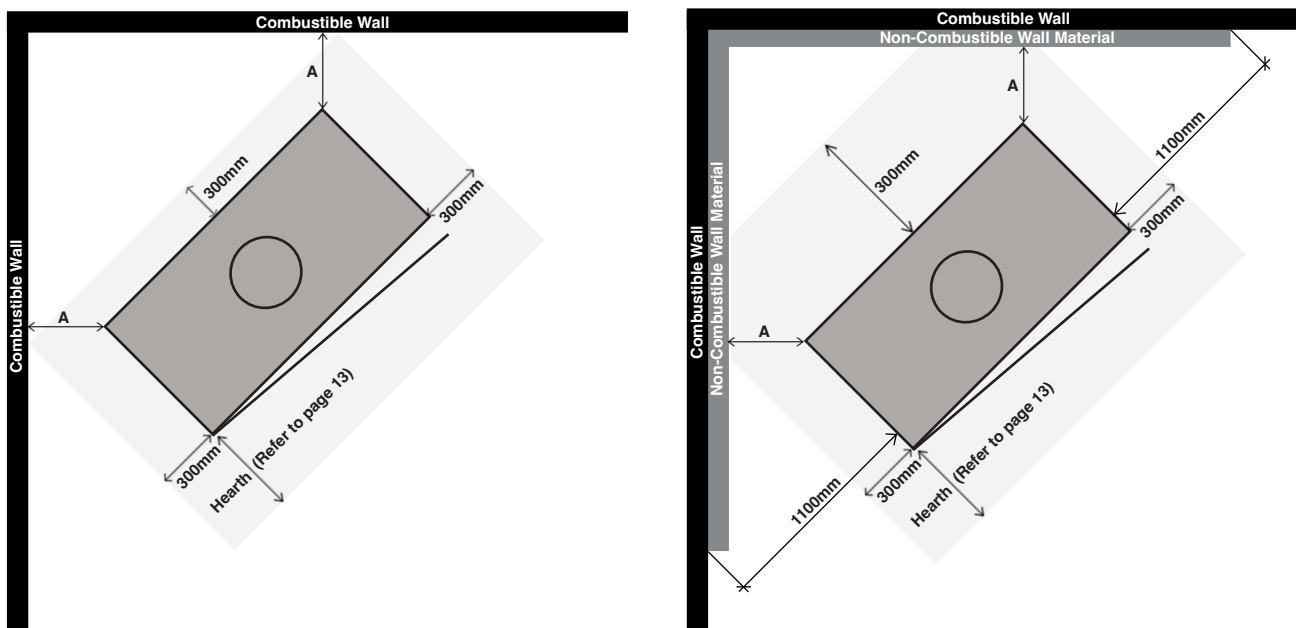 Combustible Wall
A
300mm
300mm
Combustible Wall
A
300mm
Hearth (Refer to page 13)
Combustible Wall
Non-Combustible Wall Material
A
1100mm
300mm
300mm
Combustible Wall
Non-Combustible Wall Material
A
300mm
Hearth (Refer to page 13)
1100mm